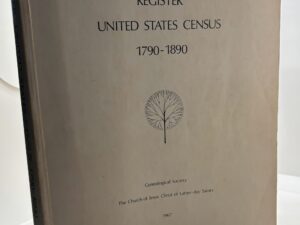 REGISTER
UNITED STATES CENSUS
1790-1890
Genealogical Society
The Church of Jesus Christ of Latter-day Saints
1967